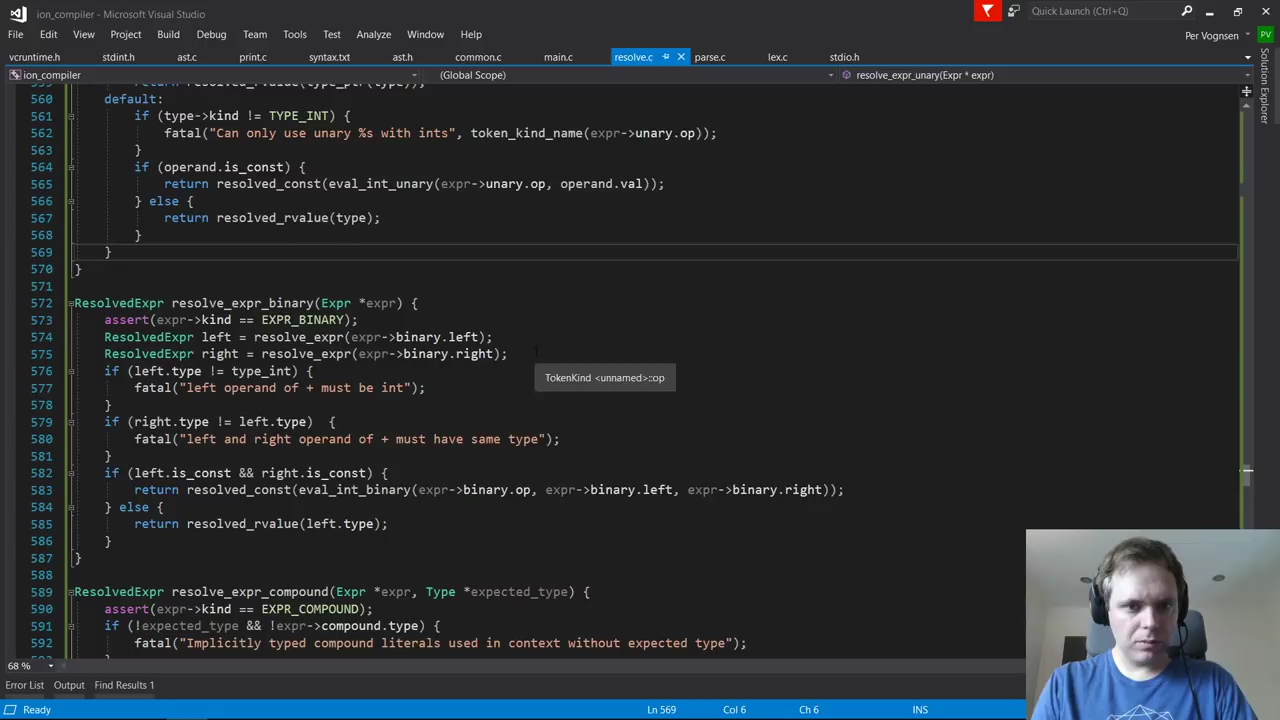 ion_compiler - Microsoft Visual Studio
Quick Launch (Ctrl+Q)
File Edit View Project Build Debug Team Tools Test Analyze Window Help
Per Vognsen PV
vcruntime.h stdint.h ast.c print.c syntax.txt ast.h common.c main.c resolve.c parse.c lex.c stdio.h
ion_compiler (Global Scope) resolve_expr_unary(Expr * expr)
Solution Explorer
560 default:
561 if (type->kind != TYPE_INT) {
562 fatal("Can only use unary %s with ints", token_kind_name(expr->unary.op));
563 }
564 if (operand.is_const) {
565 return resolved_const(eval_int_unary(expr->unary.op, operand.val));
566 } else {
567 return resolved_rvalue(type);
568 }
569 }
570 }
571
572 ResolvedExpr resolve_expr_binary(Expr *expr) {
573 assert(expr->kind == EXPR_BINARY);
574 ResolvedExpr left = resolve_expr(expr->binary.left);
575 ResolvedExpr right = resolve_expr(expr->binary.right);
576 if (left.type != type_int) {
TokenKind <unnamed>::op
577 fatal("left operand of + must be int");
578 }
579 if (right.type != left.type) {
580 fatal("left and right operand of + must have same type");
581 }
582 if (left.is_const && right.is_const) {
583 return resolved_const(eval_int_binary(expr->binary.op, expr->binary.left, expr->binary.right));
584 } else {
585 return resolved_rvalue(left.type);
586 }
587 }
588
589 ResolvedExpr resolve_expr_compound(Expr *expr, Type *expected_type) {
590 assert(expr->kind == EXPR_COMPOUND);
591 if (!expected_type && !expr->compound.type) {
592 fatal("Implicitly typed compound literals used in context without expected type");
68 %
Error List Output Find Results 1
Ready Ln 569 Col 6 Ch 6 INS